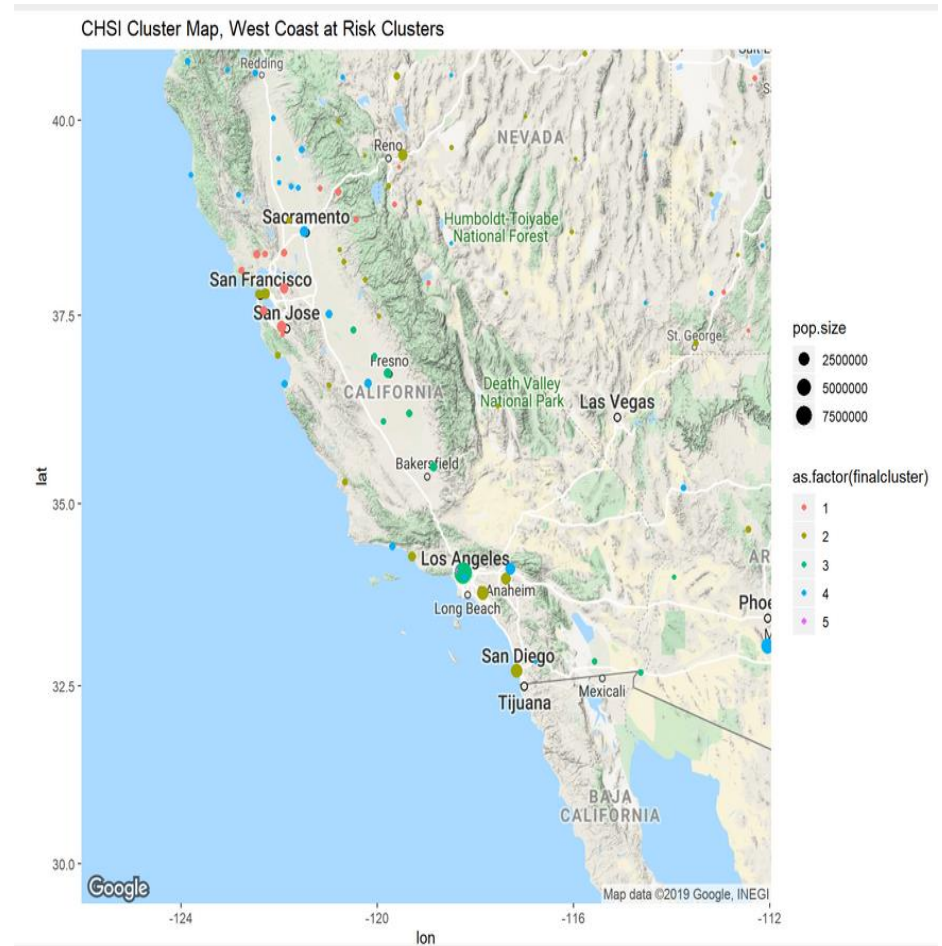 CHSI Cluster Map, West Coast at Risk Clusters
Redding
40.0
Reno
NEVADA
Sacramento
Humboldt-Toiyabe
National Forest
San Francisco
37.5
San Jose
St. George
Fresno
CALIFORNIA
Death Valley
National Park
Las Vegas
Bakersfield
35.0
Los Angeles
AR
Anaheim
Long Beach
Phoe
M
San Diego
32.5
Mexicali
Tijuana
BAJA
CALIFORNIA
30.0
Google
Map data ©2019 Google, INEGI
-124
-120
-116
-112
lon
lat
pop.size
2500000
5000000
7500000
as.factor(finalcluster)
1
2
3
4
5